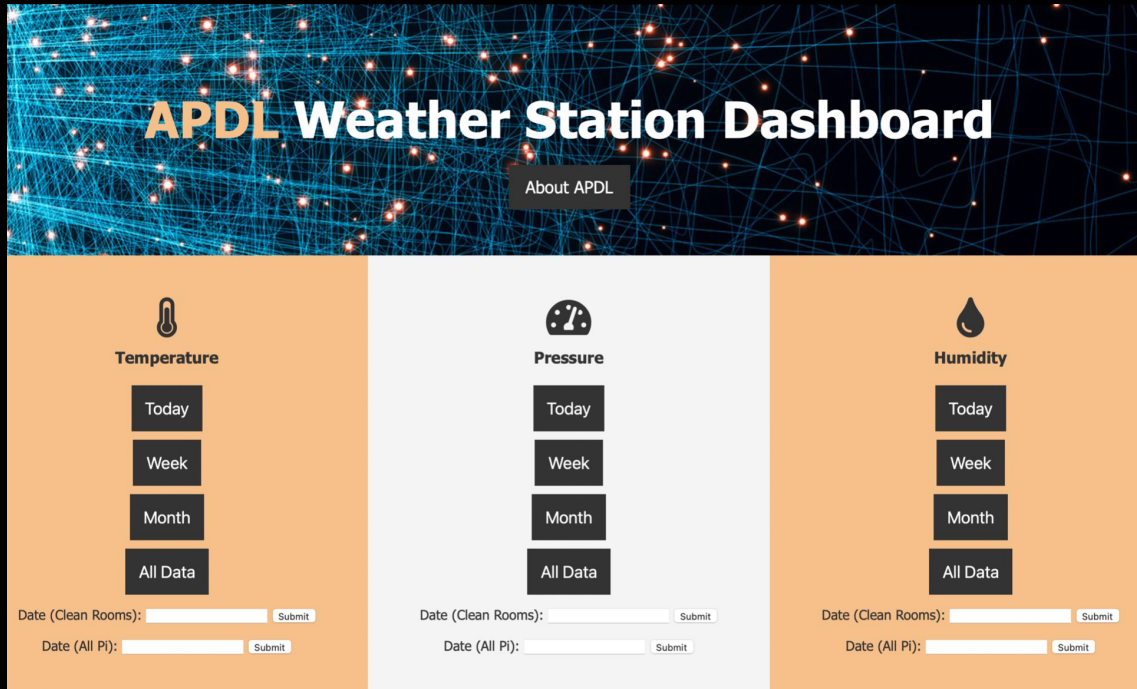 APDL Weather Station Dashboard
About APDL
Temperature
Today
Week
Month
All Data
Date (Clean Rooms): Submit
Date (All Pi): Submit
Pressure
Today
Week
Month
All Data
Date (Clean Rooms): Submit
Date (All Pi): Submit
Humidity
Today
Week
Month
All Data
Date (Clean Rooms): Submit
Date (All Pi): Submit